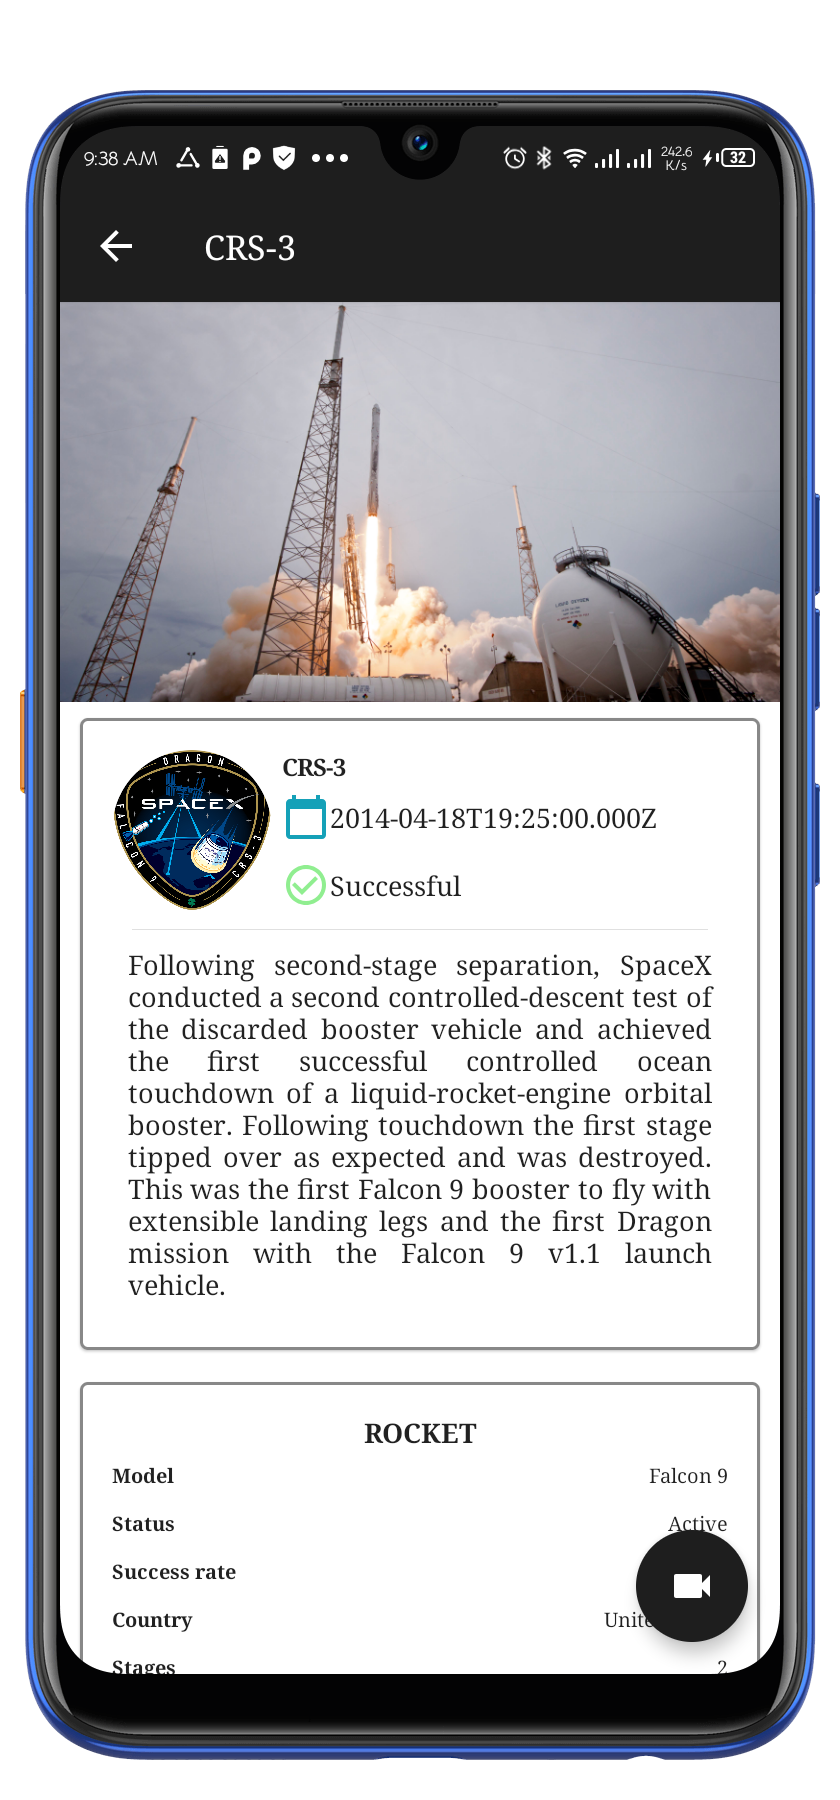 9:38 AM
242.6
K/s
32
CRS-3
LIQUID OXYGEN
DRAGON
SPACEX
FALCON 9
CRS-3
CRS-3
2014-04-18T19:25:00.000Z
Successful
Following second-stage separation, SpaceX
conducted a second controlled-descent test of
the discarded booster vehicle and achieved
the first successful controlled ocean
touchdown of a liquid-rocket-engine orbital
booster. Following touchdown the first stage
tipped over as expected and was destroyed.
This was the first Falcon 9 booster to fly with
extensible landing legs and the first Dragon
mission with the Falcon 9 v1.1 launch
vehicle.
ROCKET
Model Falcon 9
Status Active
Success rate
Country
Stages 2